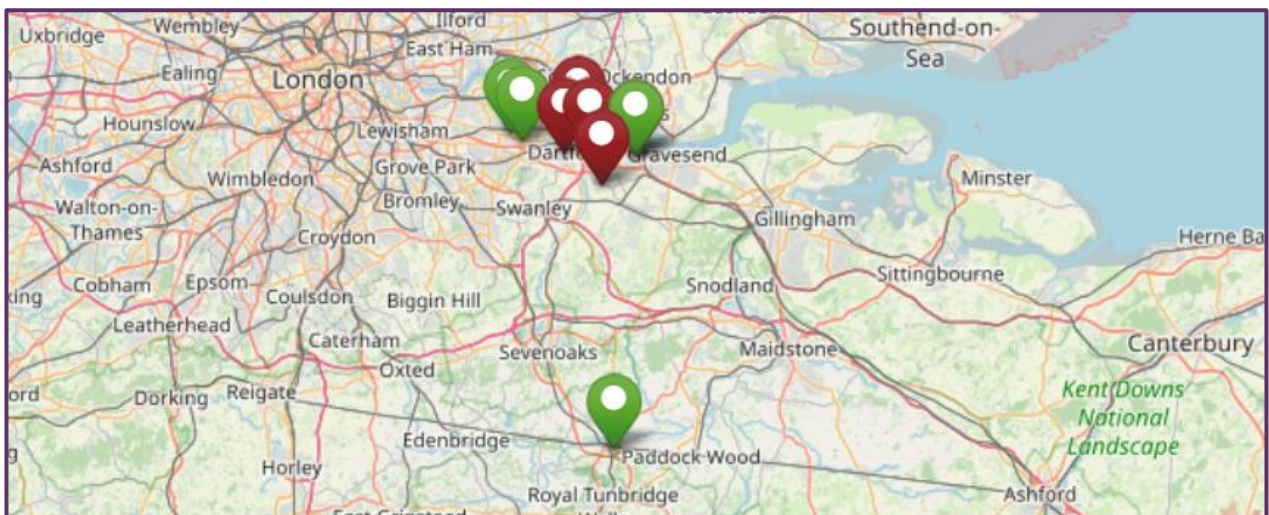 Uxbridge
Wembley
Ilford
East Ham
Southend-on-
Sea
Ealing
London
Ockendon
Hounslow
Lewisham
Ashford
Grove Park
Gravesend
Wimbledon
Bromley
Swanley
Minster
Walton-on-
Thames
Croydon
Gillingham
Herne Ba
Cobham
Epsom
Coulsdon
Biggin Hill
Snodland
Sittingbourne
Leatherhead
Caterham
Sevenoaks
Maidstone
Canterbury
Oxted
ord
Dorking
Reigate
Kent Downs
National
Landscape
Edenbridge
Paddock Wood
Horley
Royal Tunbridge
Ashford